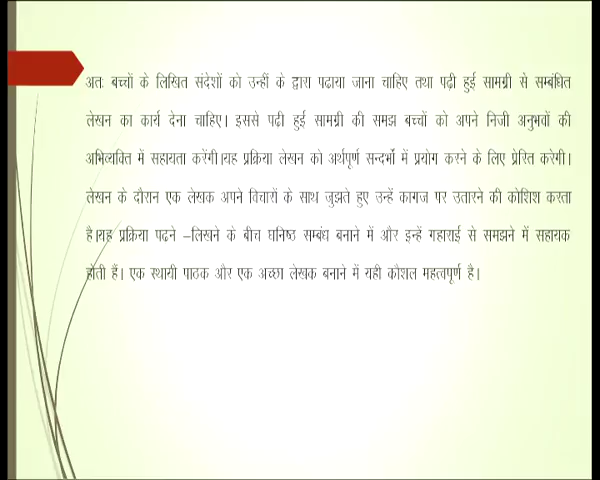 अतः बच्चों के लिखित संदेशों को उन्हीं के द्वारा पढाया जाना चाहिए तथा पढ़ी हुई सामग्री से सम्बंधित
लेखन का कार्य देना चाहिए। इससे पढ़ी हुई सामग्री की समझ बच्चों को अपने निजी अनुभवों की
अभिव्यक्ति में सहायता करेंगी।यह प्रक्रिया लेखन को अर्थपूर्ण सन्दर्भों में प्रयोग करने के लिए प्रेरित करेगी।
लेखन के दौरान एक लेखक अपने विचारों के साथ जुझते हुए उन्हें कागज पर उतारने की कोशिश करता
है।यह प्रक्रिया पढने –लिखने के बीच घनिष्ठ सम्बंध बनाने में और इन्हें गहाराई से समझने में सहायक
होती हैं। एक स्थायी पाठक और एक अच्छा लेखक बनाने में यही कौशल महत्वपूर्ण है।